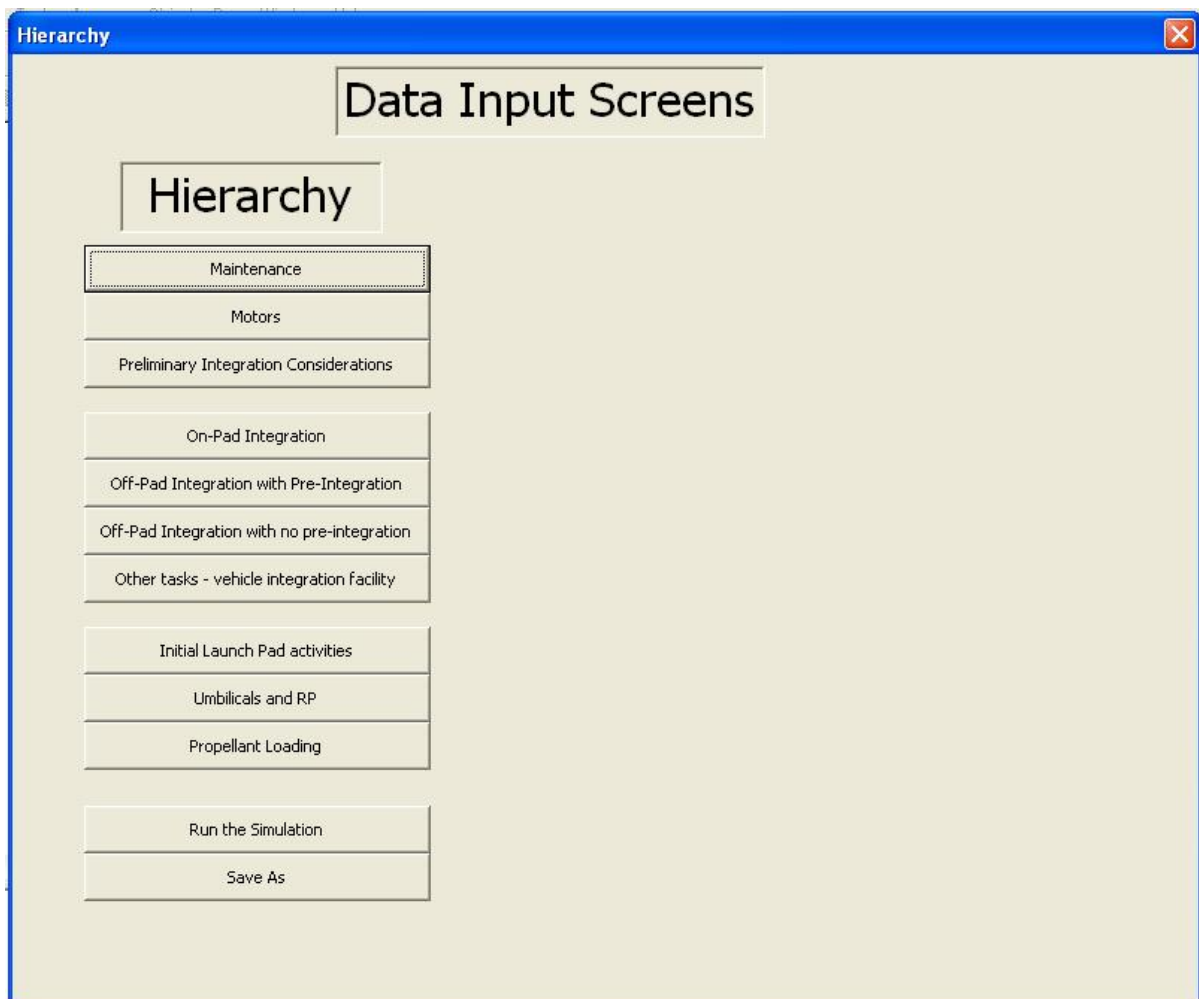 Hierarchy
Data Input Screens
Hierarchy
Maintenance
Motors
Preliminary Integration Considerations
On-Pad Integration
Off-Pad Integration with Pre-Integration
Off-Pad Integration with no pre-integration
Other tasks - vehicle integration facility
Initial Launch Pad activities
Umbilicals and RP
Propellant Loading
Run the Simulation
Save As